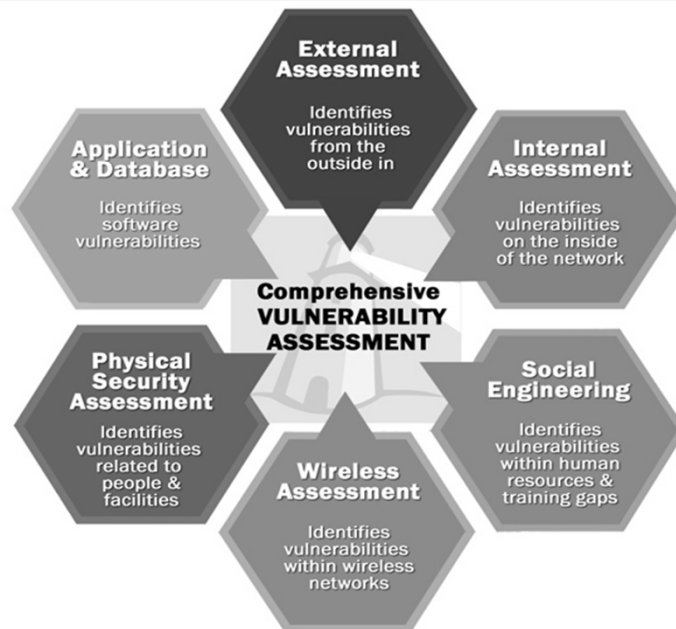 External
Assessment
Identifies
vulnerabilities
from the
outside in
Application
& Database
Identifies
software
vulnerabilities
Internal
Assessment
Identifies
vulnerabilities
on the inside
of the network
Comprehensive
VULNERABILITY
ASSESSMENT
Physical
Security
Assessment
Identifies
vulnerabilities
related to
people &
facilities
Social
Engineering
Identifies
vulnerabilities
within human
resources &
training gaps
Wireless
Assessment
Identifies
vulnerabilities
within wireless
networks